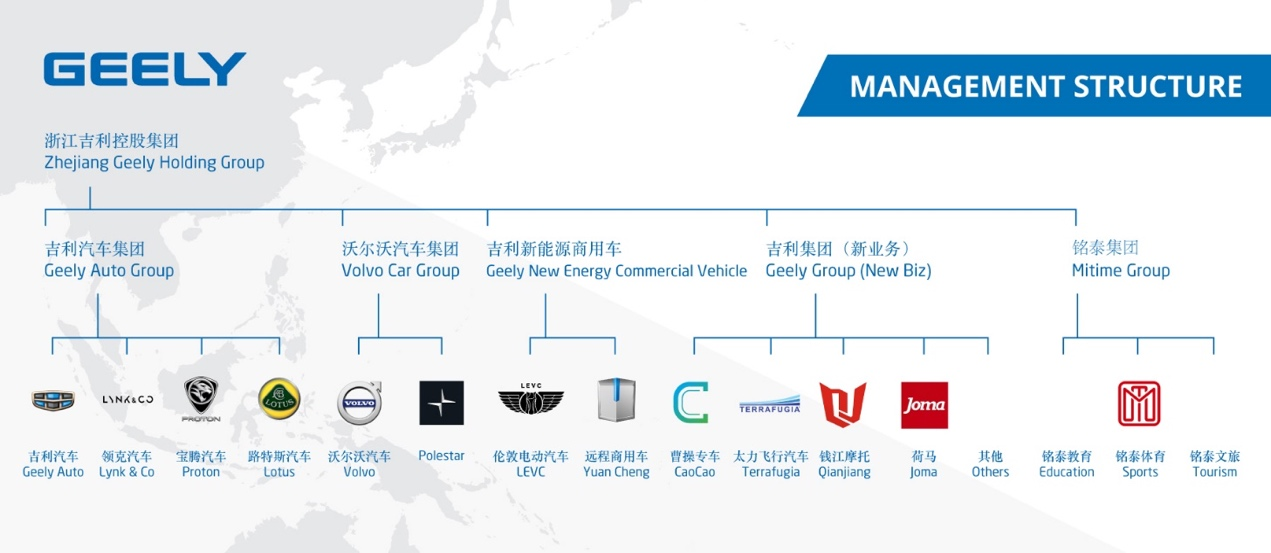 GEELY
MANAGEMENT STRUCTURE
浙江吉利控股集团
Zhejiang Geely Holding Group
吉利汽车集团
Geely Auto Group
沃尔沃汽车集团
Volvo Car Group
吉利新能源商用车
Geely New Energy Commercial Vehicle
吉利集团（新业务）
Geely Group (New Biz)
铭泰集团
Mitime Group
LYNK&CO
PROTON
LOTUS
VOLVO
LEVC
TERRAFUGIA
Joma
吉利汽车
Geely Auto
领克汽车
Lynk & Co
宝腾汽车
Proton
路特斯汽车
Lotus
沃尔沃汽车
Volvo
Polestar
伦敦电动汽车
LEVC
远程商用车
Yuan Cheng
曹操专车
CaoCao
太力飞行汽车
Terrafugia
钱江摩托
Qianjiang
荷马
Joma
其他
Others
铭泰教育
Education
铭泰体育
Sports
铭泰文旅
Tourism